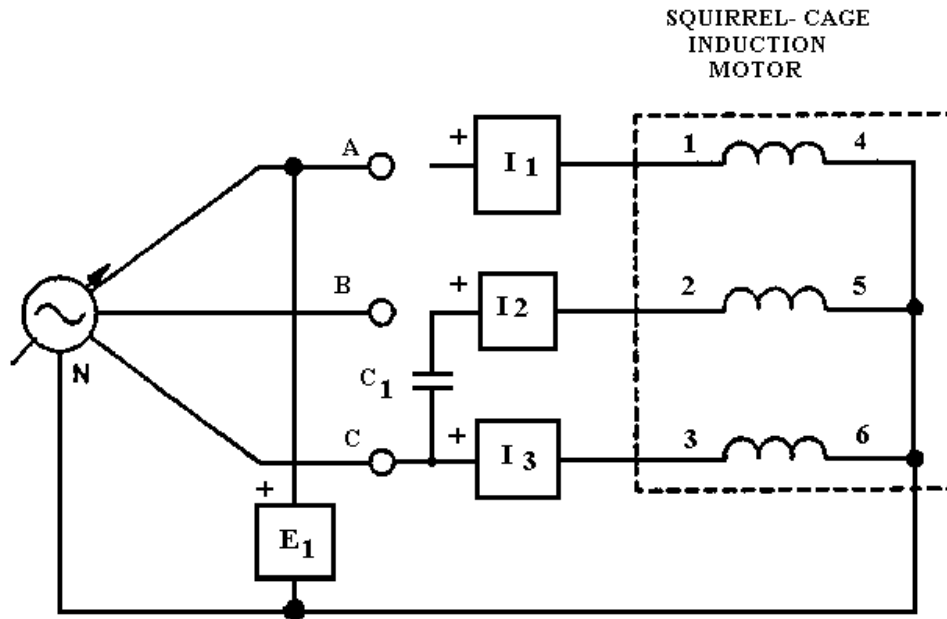 SQUIRREL- CAGE
INDUCTION
MOTOR
A + I1 1 4
B + I2 2 5
N C1
C + I3 3 6
+ E1